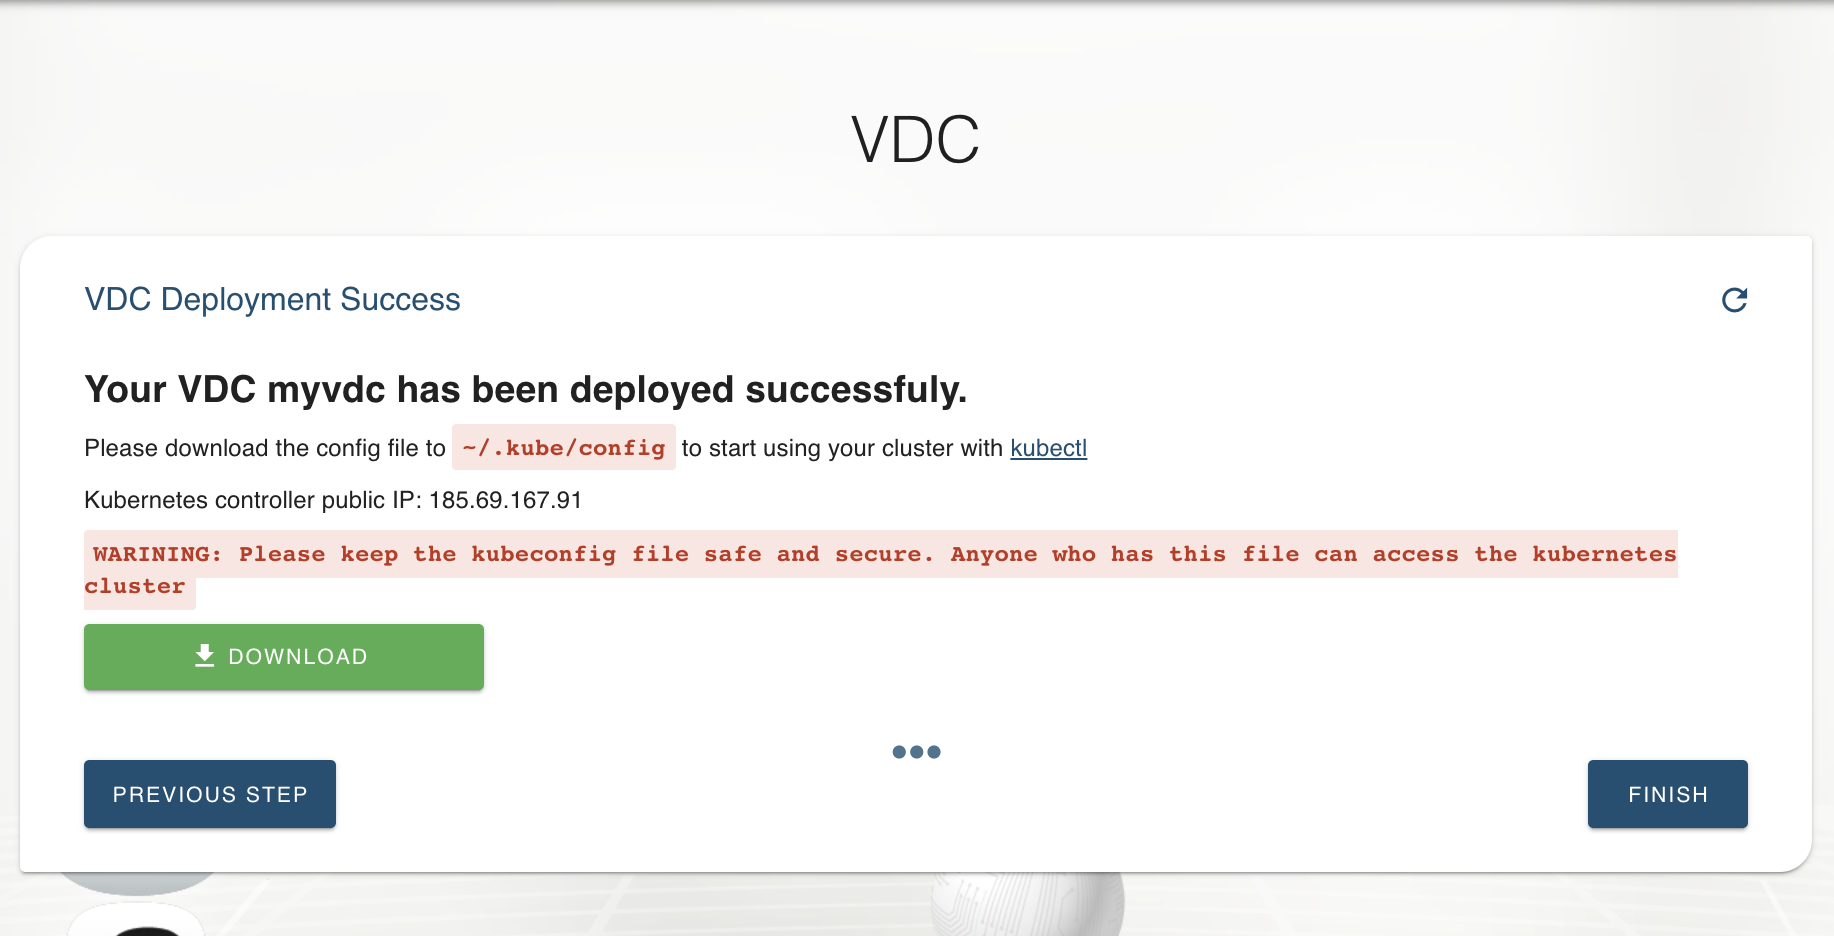 VDC
VDC Deployment Success
Your VDC myvdc has been deployed successfuly.
Please download the config file to ~/.kube/config to start using your cluster with kubectl
Kubernetes controller public IP: 185.69.167.91
WARINING: Please keep the kubeconfig file safe and secure. Anyone who has this file can access the kubernetes
cluster
DOWNLOAD
PREVIOUS STEP
FINISH